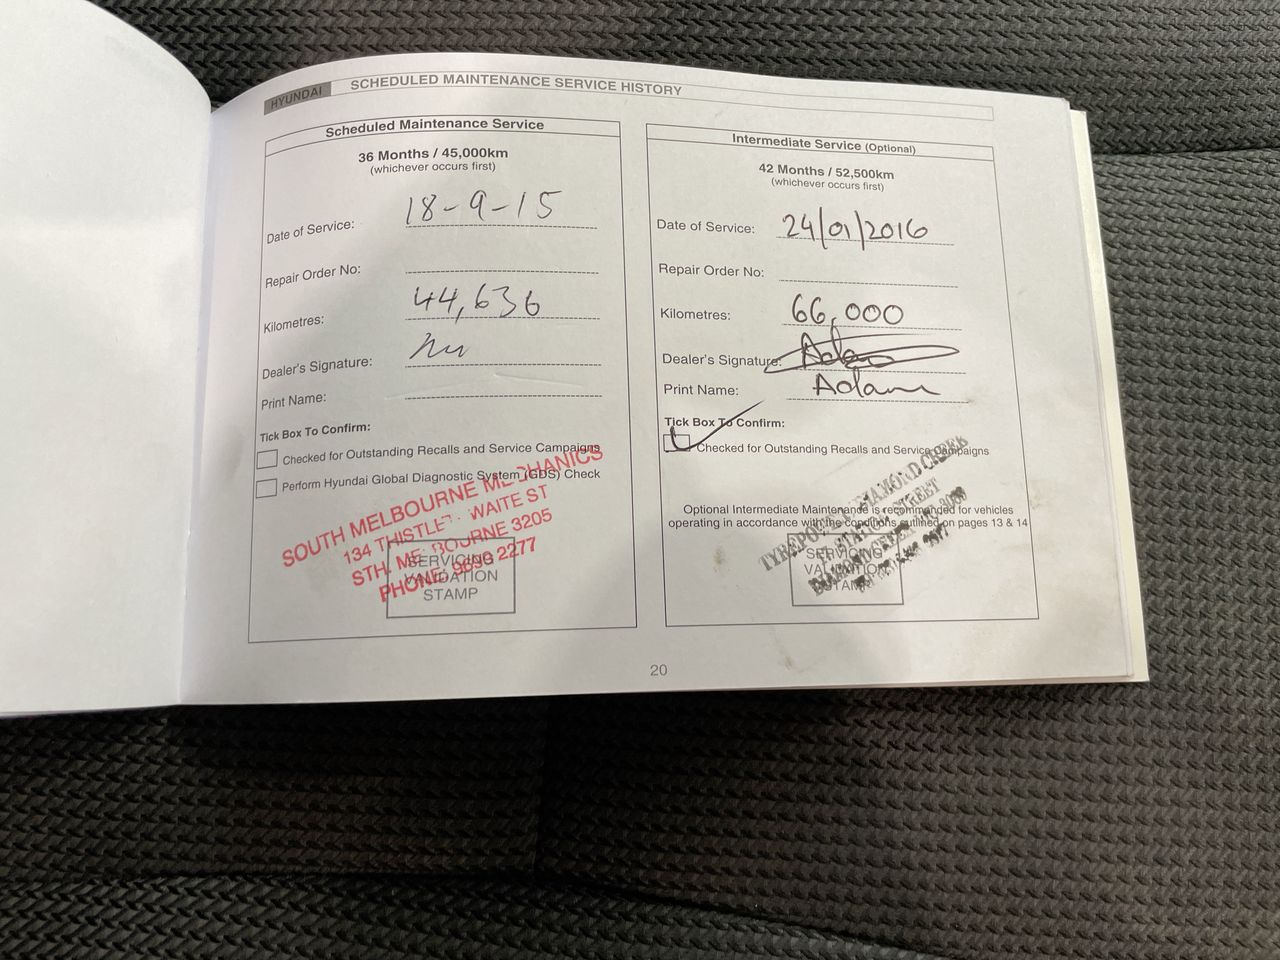 HYUNDAI
SCHEDULED MAINTENANCE SERVICE HISTORY
Scheduled Maintenance Service
36 Months / 45,000km
(whichever occurs first)
Date of Service: 18-9-15
Repair Order No:
Kilometres: 44,636
Dealer's Signature:
Print Name:
Tick Box To Confirm:
Checked for Outstanding Recalls and Service Campaigns
Perform Hyundai Global Diagnostic System (GDS) Check
SOUTH MELBOURNE MECHANICS
134 THISTLE WAITE ST
STH. MELBOURNE 3205
PHONE: 2277
SERVICING
VALIDATION
STAMP
Intermediate Service (Optional)
42 Months / 52,500km
(whichever occurs first)
Date of Service: 24/01/2016
Repair Order No:
Kilometres: 66,000
Dealer's Signature: Adam
Print Name: Adam
Tick Box To Confirm:
Checked for Outstanding Recalls and Service Campaigns
Optional Intermediate Maintenance is recommended for vehicles
operating in accordance with the conditions outlined on pages 13 & 14
DIAMOND CREEK
STREET
SERVICING
VALIDATION
STAMP
20